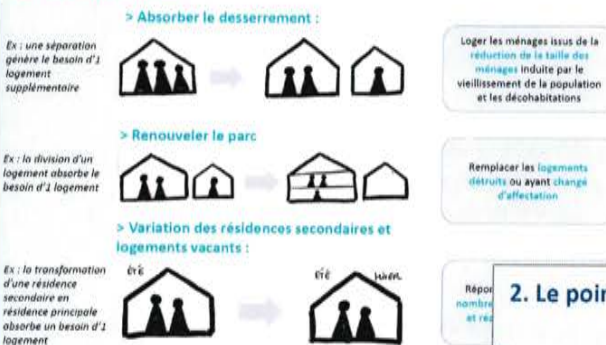 > Absorber le desserrement :
Ex : une séparation
génère le besoin d'1
logement
supplémentaire
Loger les ménages issus de la
réduction de la taille des
ménages induite par le
vieillissement de la population
et les décohabitations
> Renouveler le parc
Ex : la division d'un
logement absorbe le
besoin d'1 logement
Remplacer les logements
détruits ou ayant changé
d'affectation
> Variation des résidences secondaires et
logements vacants :
Ex : la transformation
d'une résidence
secondaire en
résidence principale
absorbe un besoin d'1
logement
été
été hiver
Répon
nombre
et rés
2. Le poin